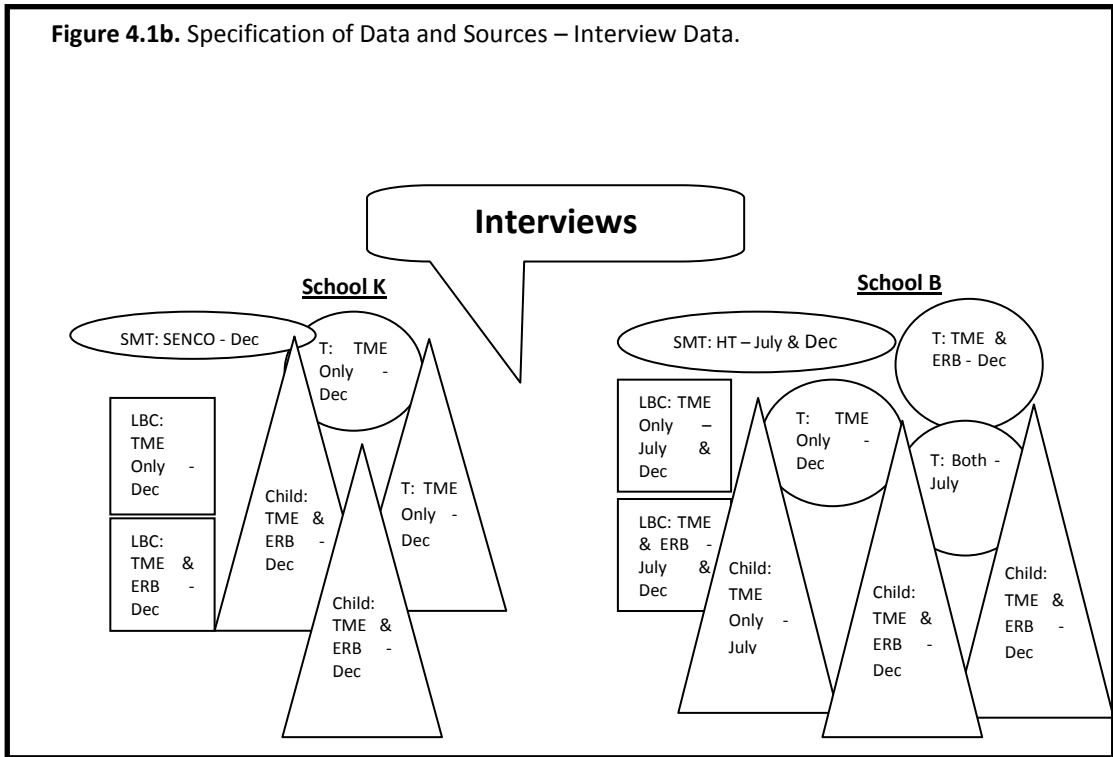 Figure 4.1b. Specification of Data and Sources – Interview Data.
Interviews
School K
SMT: SENCO - Dec
T: TME
Only -
Dec
LBC:
TME
Only -
Dec
LBC:
TME &
ERB -
Dec
Child:
TME &
ERB -
Dec
Child:
TME &
ERB -
Dec
T: TME
Only -
Dec
School B
SMT: HT – July & Dec
T: TME &
ERB - Dec
LBC: TME
Only –
July &
Dec
LBC: TME
& ERB -
July &
Dec
T: TME
Only -
Dec
T: Both -
July
Child:
TME
Only -
July
Child:
TME &
ERB -
Dec
Child:
TME &
ERB -
Dec